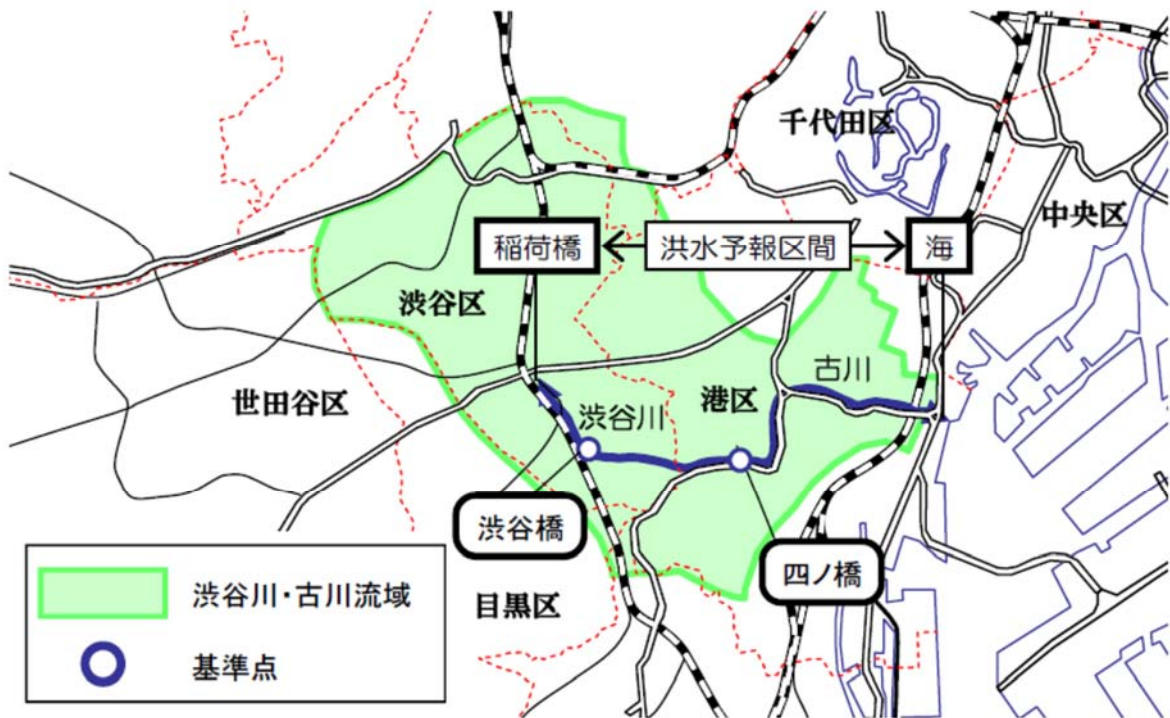 千代田区
中央区
稲荷橋
洪水予報区間
海
渋谷区
世田谷区
渋谷川
港区
古川
渋谷橋
四ノ橋
目黒区
渋谷川・古川流域
基準点